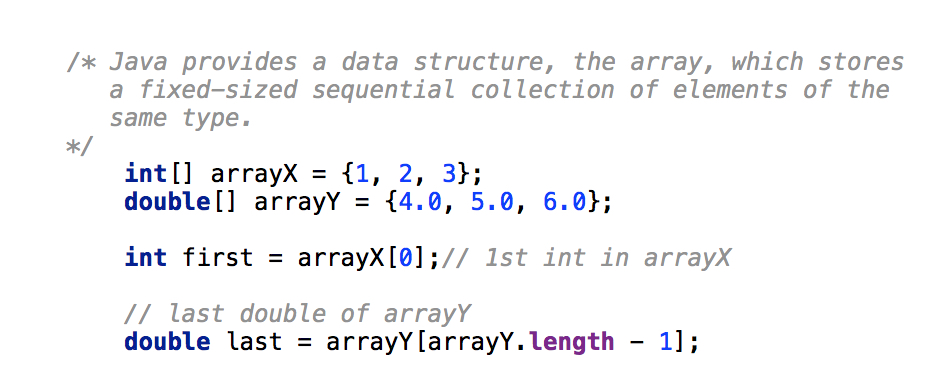 /* Java provides a data structure, the array, which stores
a fixed-sized sequential collection of elements of the
same type.
*/
int[] arrayX = {1, 2, 3};
double[] arrayY = {4.0, 5.0, 6.0};
int first = arrayX[0];// 1st int in arrayX
// last double of arrayY
double last = arrayY[arrayY.length - 1];